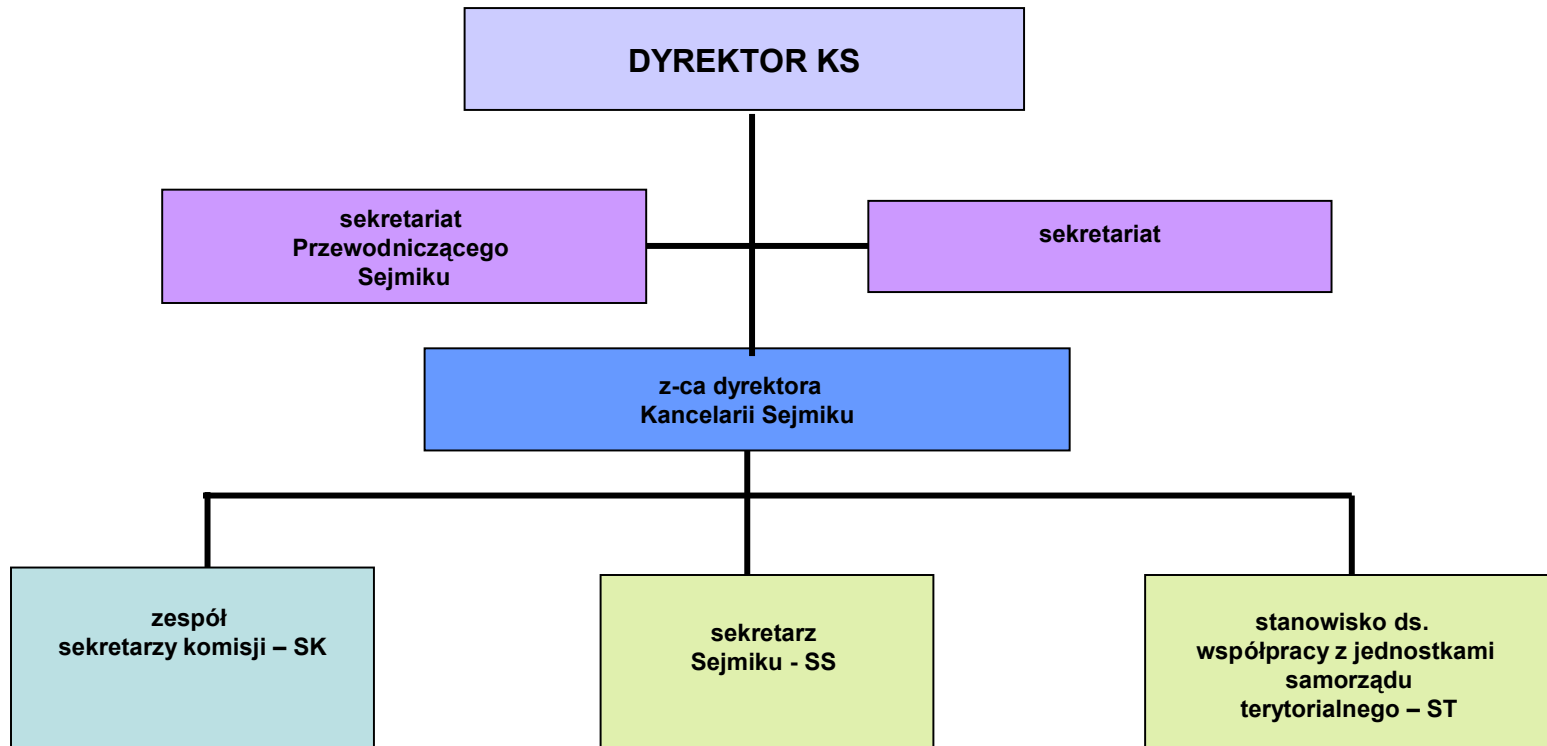 DYREKTOR KS
sekretariat
Przewodniczącego
Sejmiku
sekretariat
z-ca dyrektora
Kancelarii Sejmiku
zespół
sekretarzy komisji – SK
sekretarz
Sejmiku - SS
stanowisko ds.
współpracy z jednostkami
samorządu
terytorialnego – ST